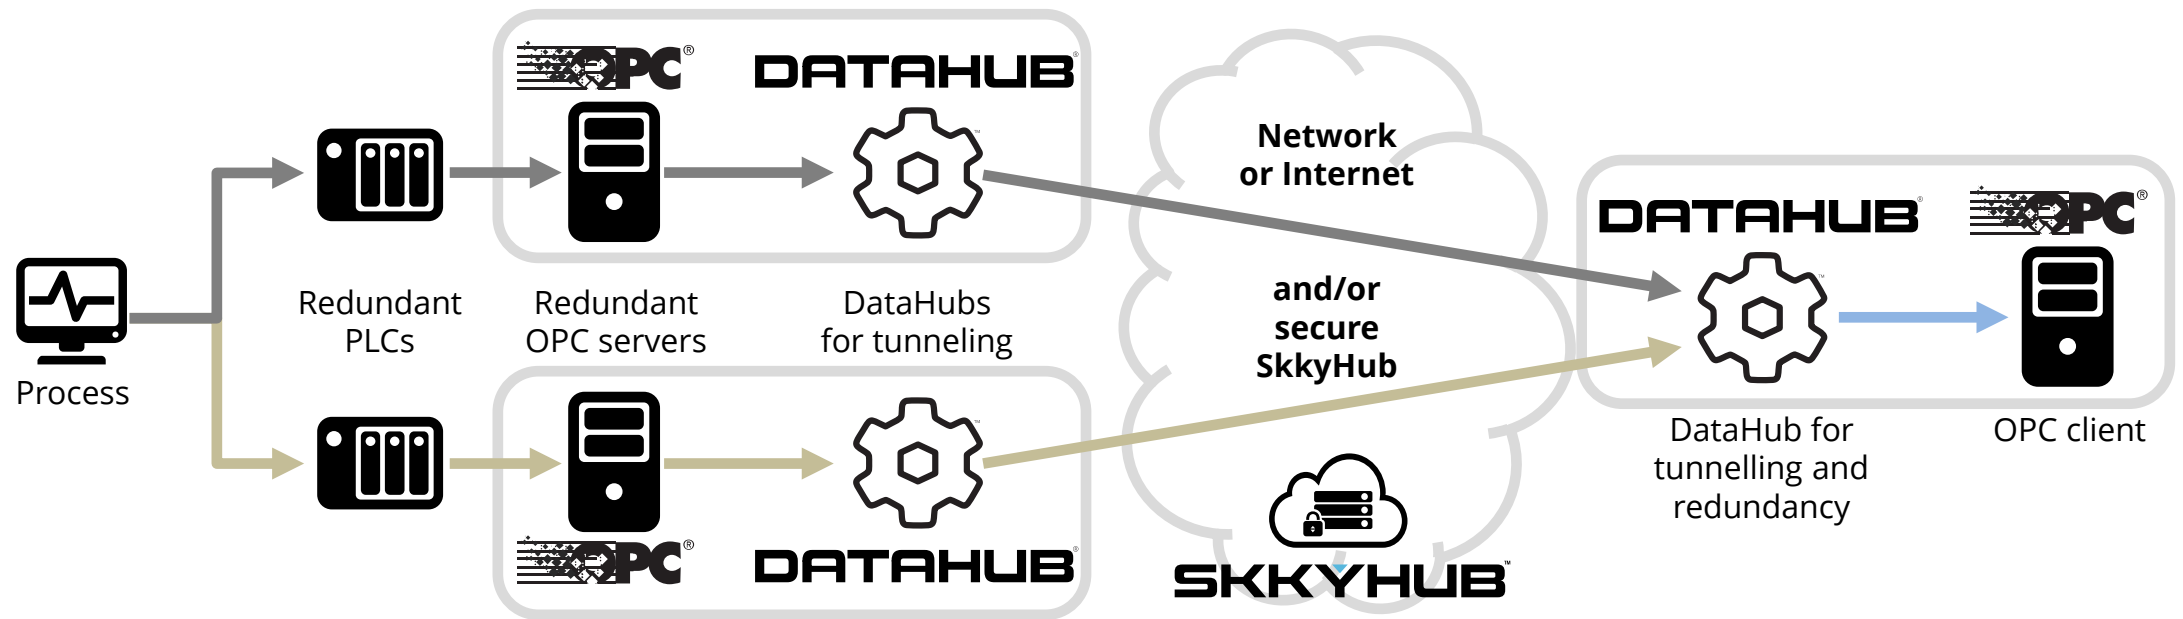 OPC®
DATAHUB®
Network
or Internet
DATAHUB®
OPC®
Redundant
PLCs
Redundant
OPC servers
DataHubs
for tunneling
and/or
secure
SkkyHub
Process
DataHub for
tunnelling and
redundancy
OPC client
OPC®
DATAHUB®
SKKYHUB™